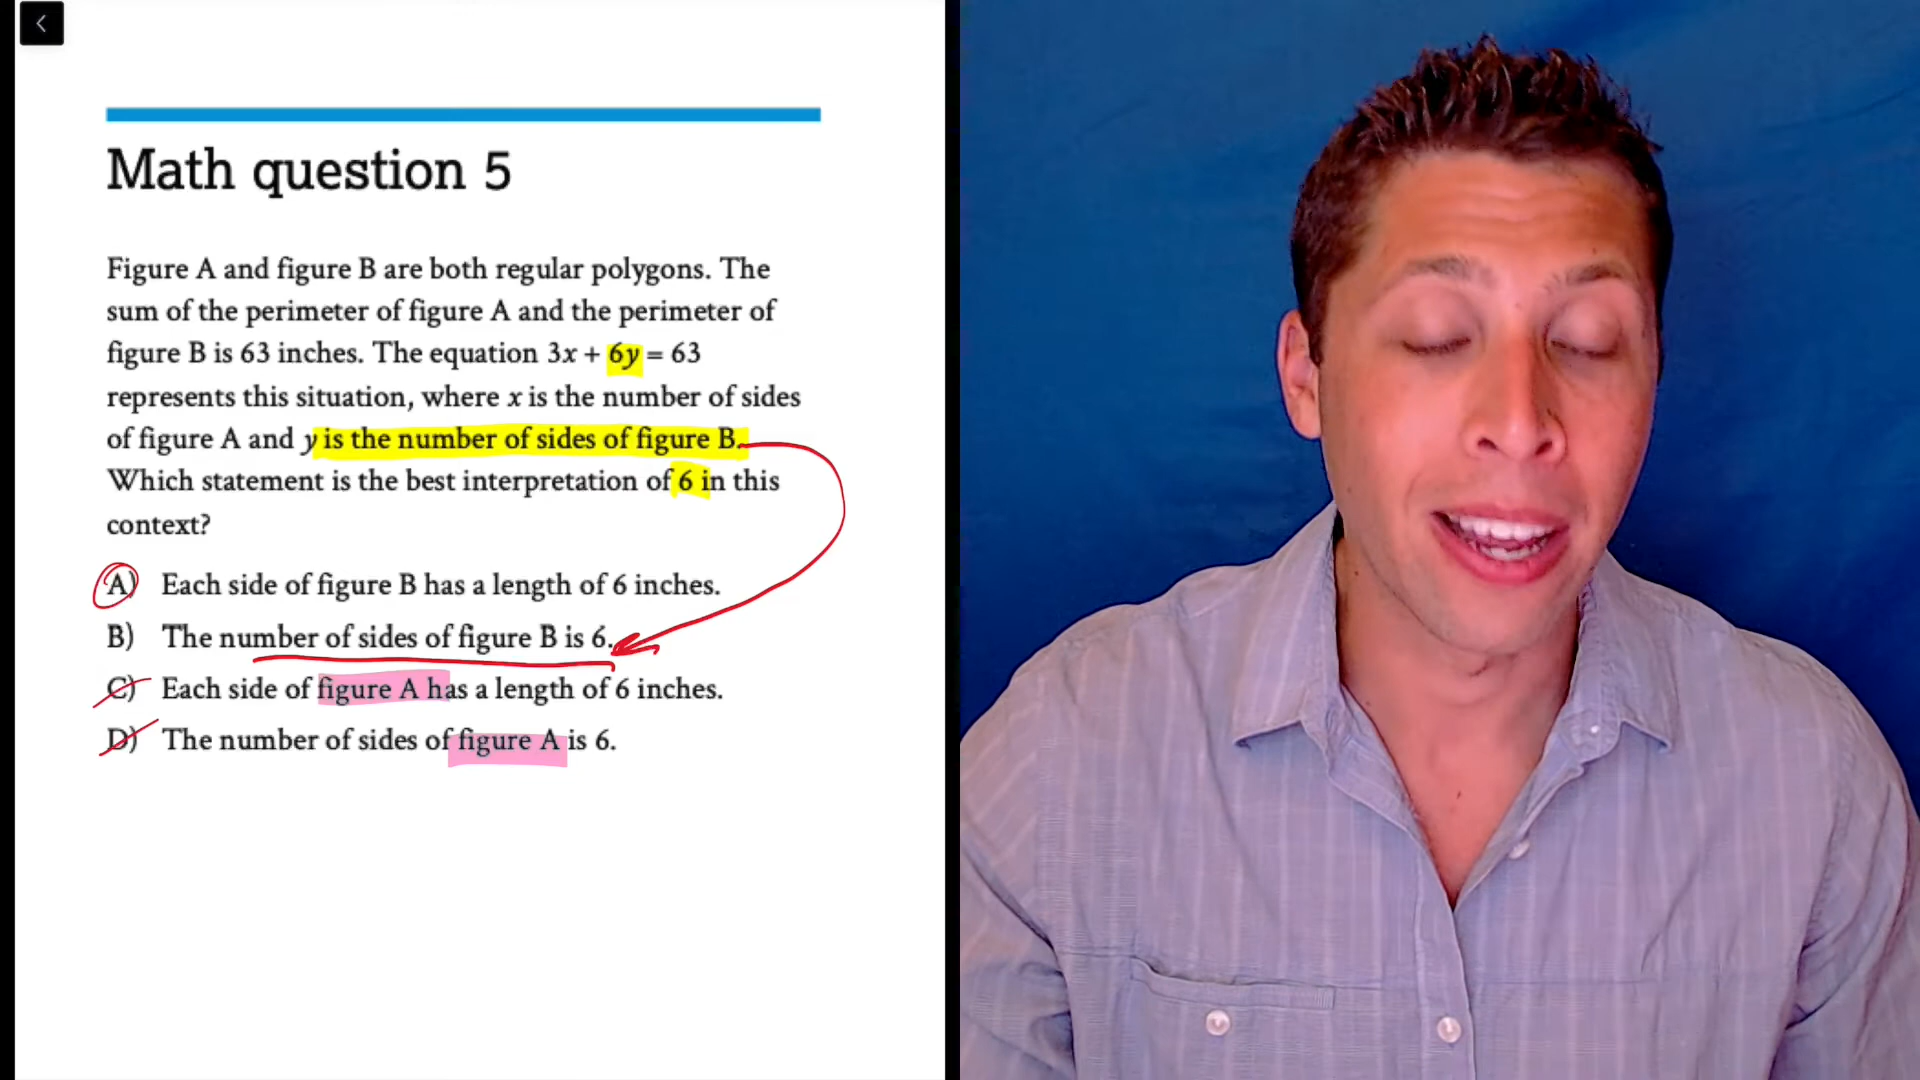 Math question 5
Figure A and figure B are both regular polygons. The
sum of the perimeter of figure A and the perimeter of
figure B is 63 inches. The equation 3x + 6y = 63
represents this situation, where x is the number of sides
of figure A and y is the number of sides of figure B.
Which statement is the best interpretation of 6 in this
context?
A) Each side of figure B has a length of 6 inches.
B) The number of sides of figure B is 6.
C) Each side of figure A has a length of 6 inches.
D) The number of sides of figure A is 6.